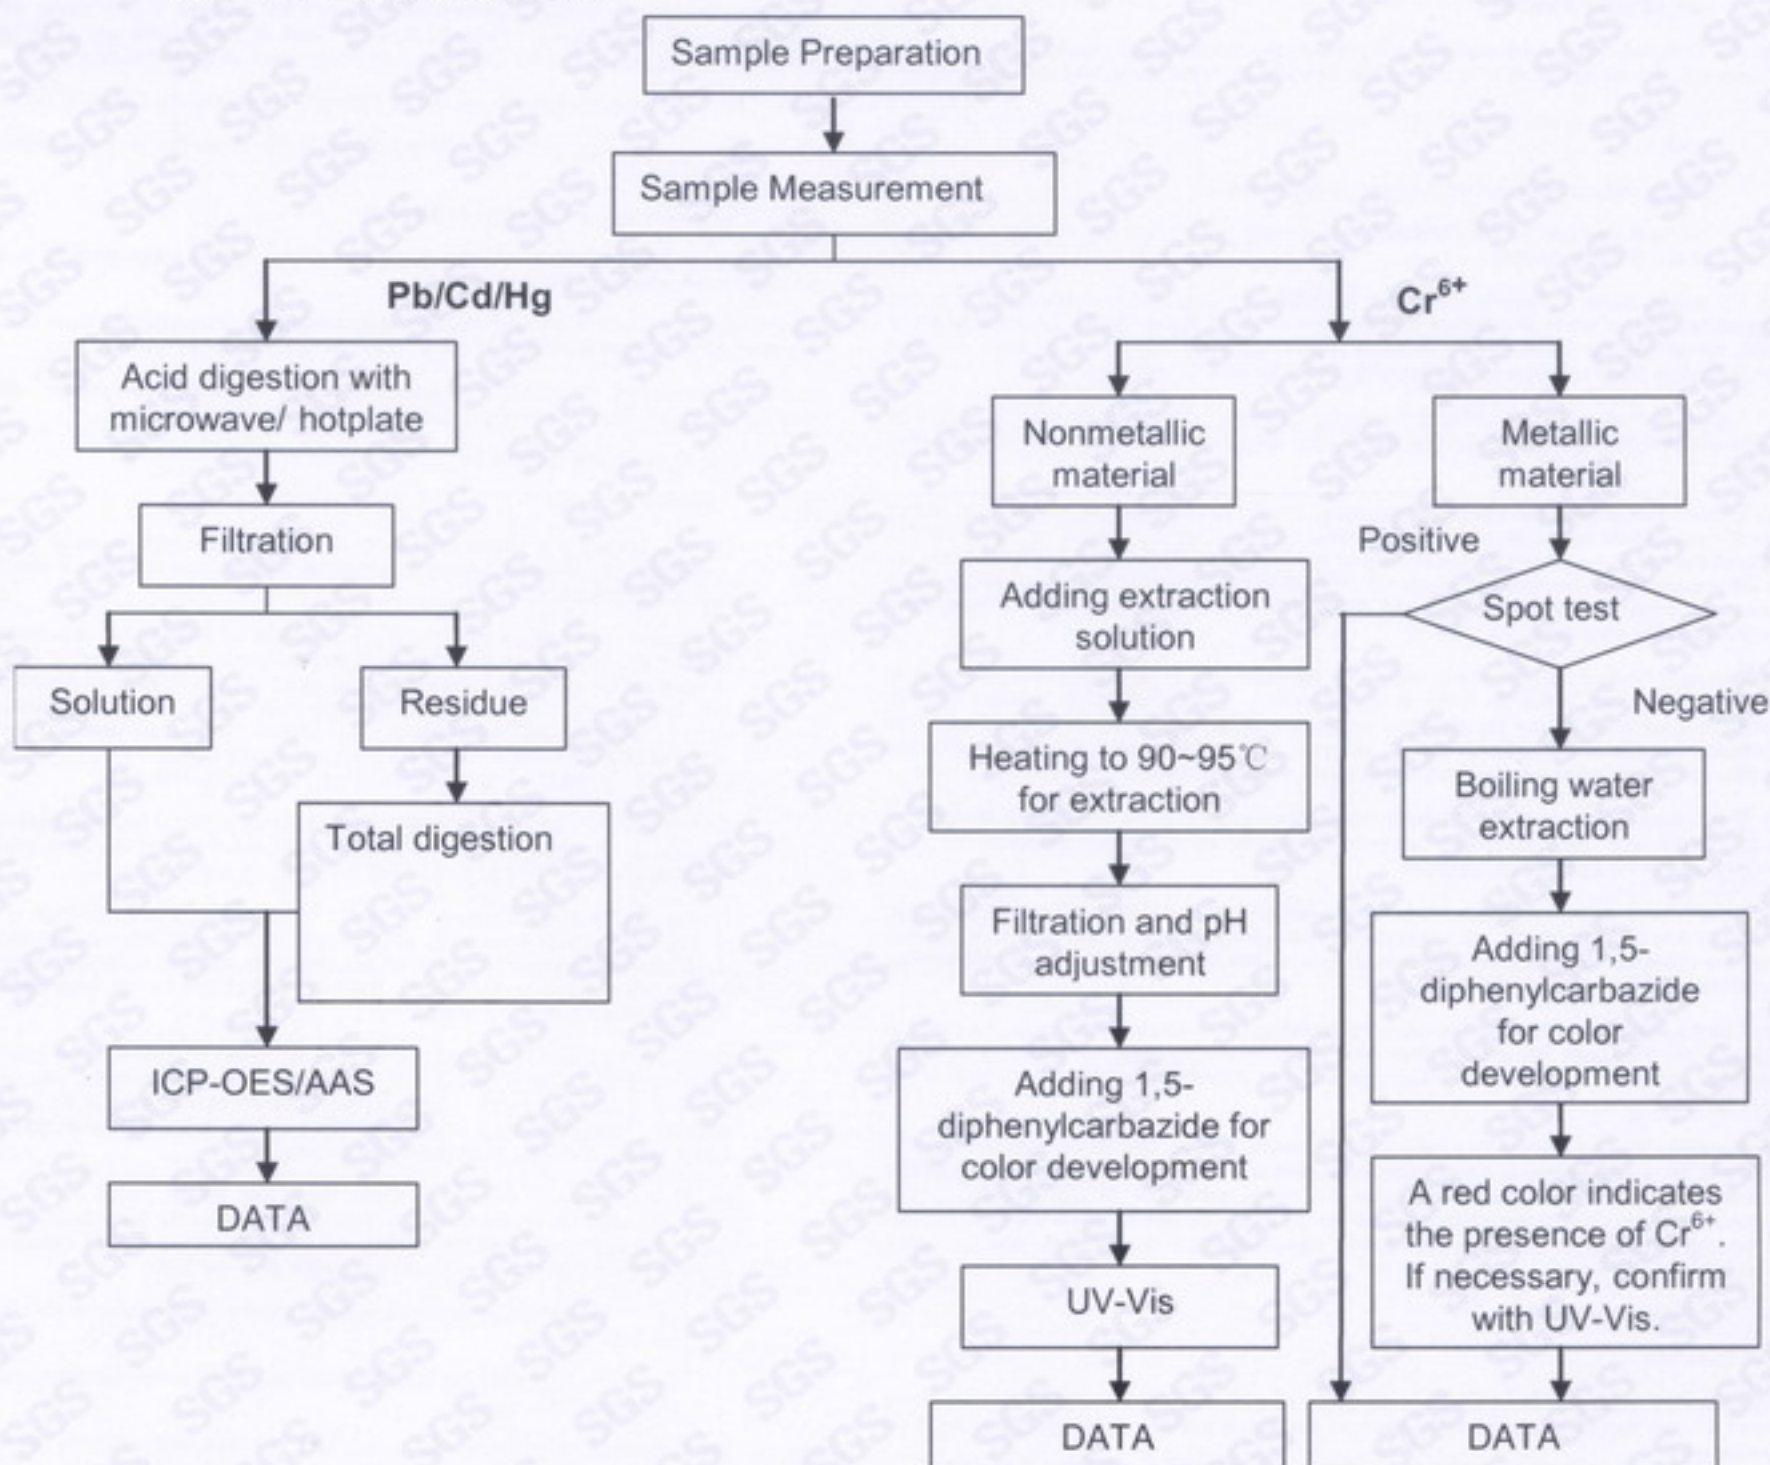 Sample Preparation
Sample Measurement
Pb/Cd/Hg
Cr6+
Acid digestion with
microwave/ hotplate
Filtration
Solution
Residue
Total digestion
ICP-OES/AAS
DATA
Nonmetallic
material
Adding extraction
solution
Heating to 90~95℃
for extraction
Filtration and pH
adjustment
Adding 1,5-
diphenylcarbazide for
color development
UV-Vis
DATA
Metallic
material
Positive
Spot test
Negative
Boiling water
extraction
Adding 1,5-
diphenylcarbazide
for color
development
A red color indicates
the presence of Cr6+.
If necessary, confirm
with UV-Vis.
DATA